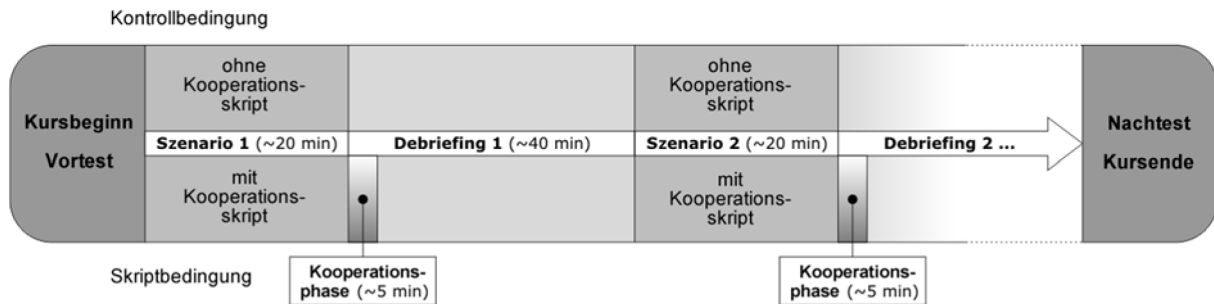 Kontrollbedingung
Kursbeginn
Vortest
ohne
Kooperations-
skript
ohne
Kooperations-
skript
Szenario 1 (~20 min)
Debriefing 1 (~40 min)
Szenario 2 (~20 min)
Debriefing 2 ...
mit
Kooperations-
skript
mit
Kooperations-
skript
Nachtest
Kursende
Skriptbedingung
Kooperations-
phase (~5 min)
Kooperations-
phase (~5 min)